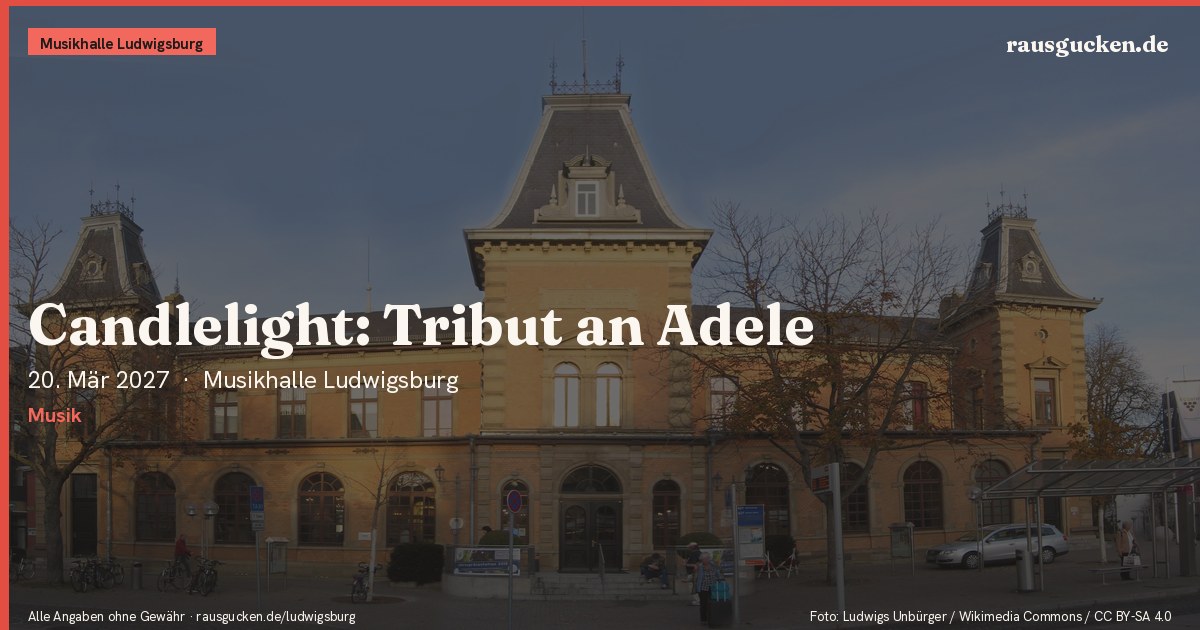 Musikhalle Ludwigsburg
rausgucken.de
Candlelight: Tribut an Adele
20. Mär 2027 · Musikhalle Ludwigsburg
Musik
Alle Angaben ohne Gewähr · rausgucken.de/ludwigsburg
Foto: Ludwigs Unbürger / Wikimedia Commons / CC BY-SA 4.0